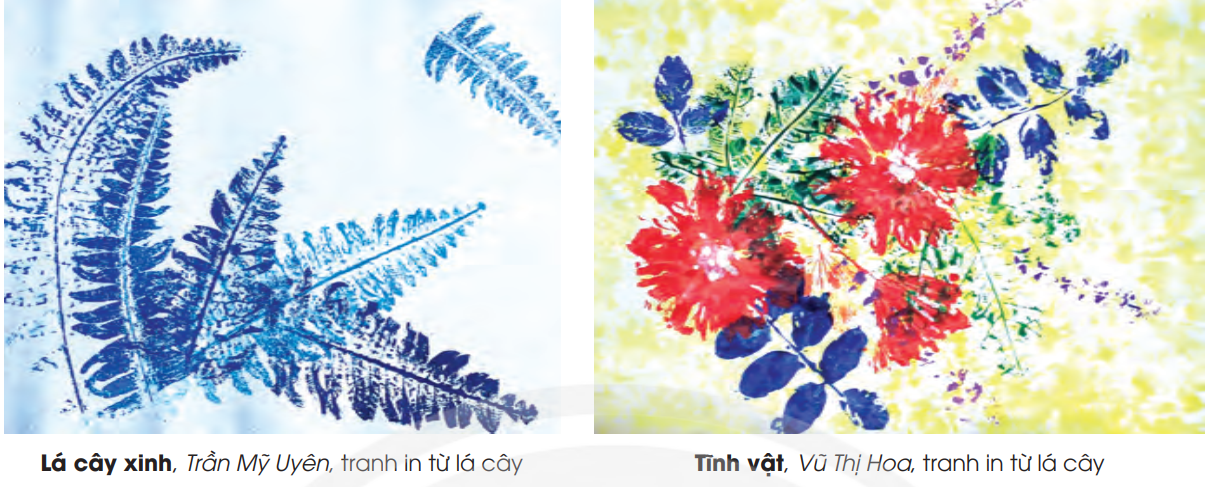 Lá cây xinh, Trần Mỹ Uyên, tranh in từ lá cây
Tĩnh vật, Vũ Thị Hoa, tranh in từ lá cây